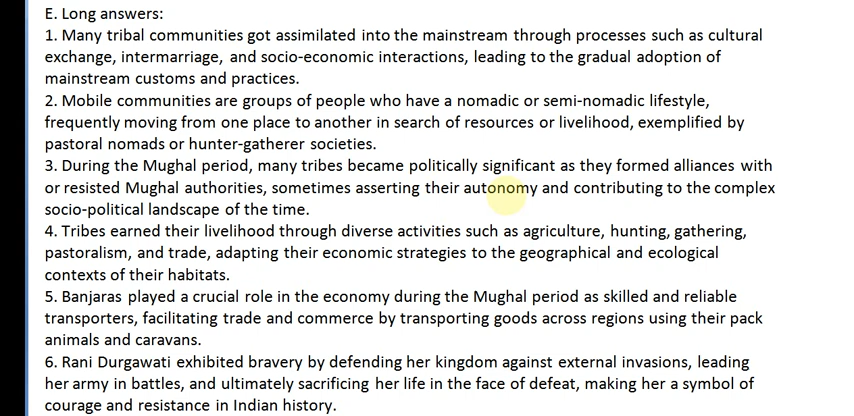 E. Long answers:
1. Many tribal communities got assimilated into the mainstream through processes such as cultural
exchange, intermarriage, and socio-economic interactions, leading to the gradual adoption of
mainstream customs and practices.
2. Mobile communities are groups of people who have a nomadic or semi-nomadic lifestyle,
frequently moving from one place to another in search of resources or livelihood, exemplified by
pastoral nomads or hunter-gatherer societies.
3. During the Mughal period, many tribes became politically significant as they formed alliances with
or resisted Mughal authorities, sometimes asserting their autonomy and contributing to the complex
socio-political landscape of the time.
4. Tribes earned their livelihood through diverse activities such as agriculture, hunting, gathering,
pastoralism, and trade, adapting their economic strategies to the geographical and ecological
contexts of their habitats.
5. Banjaras played a crucial role in the economy during the Mughal period as skilled and reliable
transporters, facilitating trade and commerce by transporting goods across regions using their pack
animals and caravans.
6. Rani Durgawati exhibited bravery by defending her kingdom against external invasions, leading
her army in battles, and ultimately sacrificing her life in the face of defeat, making her a symbol of
courage and resistance in Indian history.